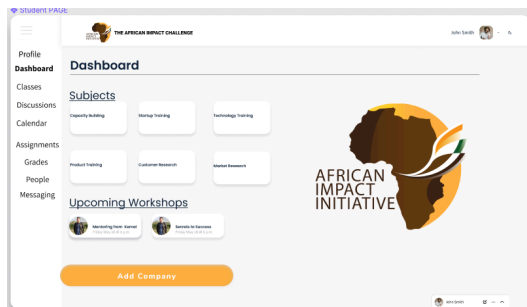 Student PAGE
THE AFRICAN IMPACT CHALLENGE
John Smith
Profile
Dashboard
Classes
Discussions
Calendar
Assignments
Grades
People
Messaging
Dashboard
Subjects
Capacity Building
Startup Training
Technology Training
Product Training
Customer Research
Market Research
Upcoming Workshops
Mentoring from Kernel
Secrets to Success
Add Company
AFRICAN
IMPACT
INITIATIVE
John Smith